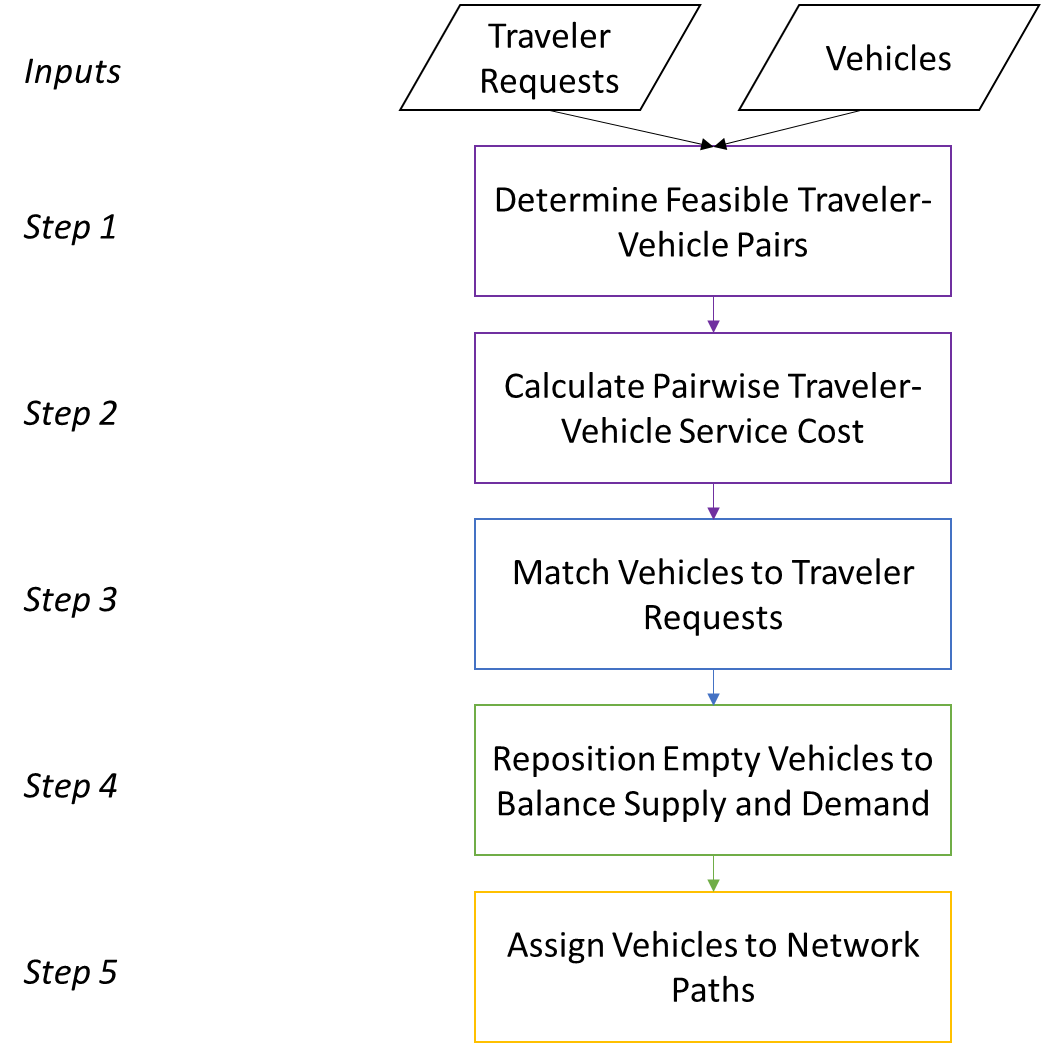 Inputs
Traveler
Requests
Vehicles
Step 1
Determine Feasible Traveler-
Vehicle Pairs
Step 2
Calculate Pairwise Traveler-
Vehicle Service Cost
Step 3
Match Vehicles to Traveler
Requests
Step 4
Reposition Empty Vehicles to
Balance Supply and Demand
Step 5
Assign Vehicles to Network
Paths